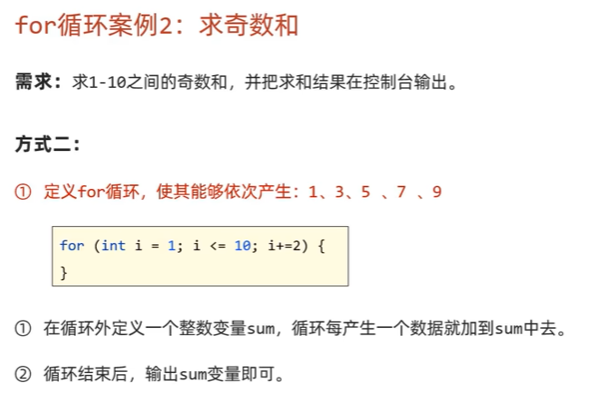 for循环案例2：求奇数和
需求：求1-10之间的奇数和，并把求和结果在控制台输出。
方式二：
① 定义for循环，使其能够依次产生：1、3、5 、7 、9
for (int i = 1; i <= 10; i+=2) {
}
① 在循环外定义一个整数变量sum，循环每产生一个数据就加到sum中去。
② 循环结束后，输出sum变量即可。